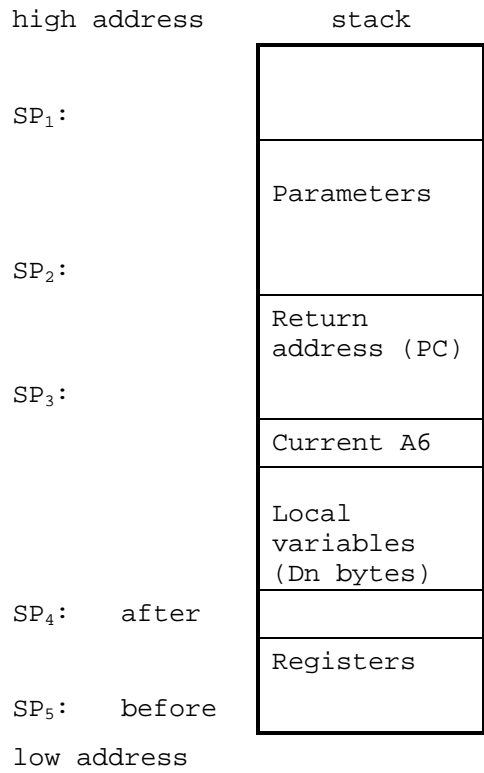 high address stack
SP₁:
Parameters
SP₂:
Return
address (PC)
SP₃:
Current A6
Local
variables
(Dn bytes)
SP₄: after
Registers
SP₅: before
low address